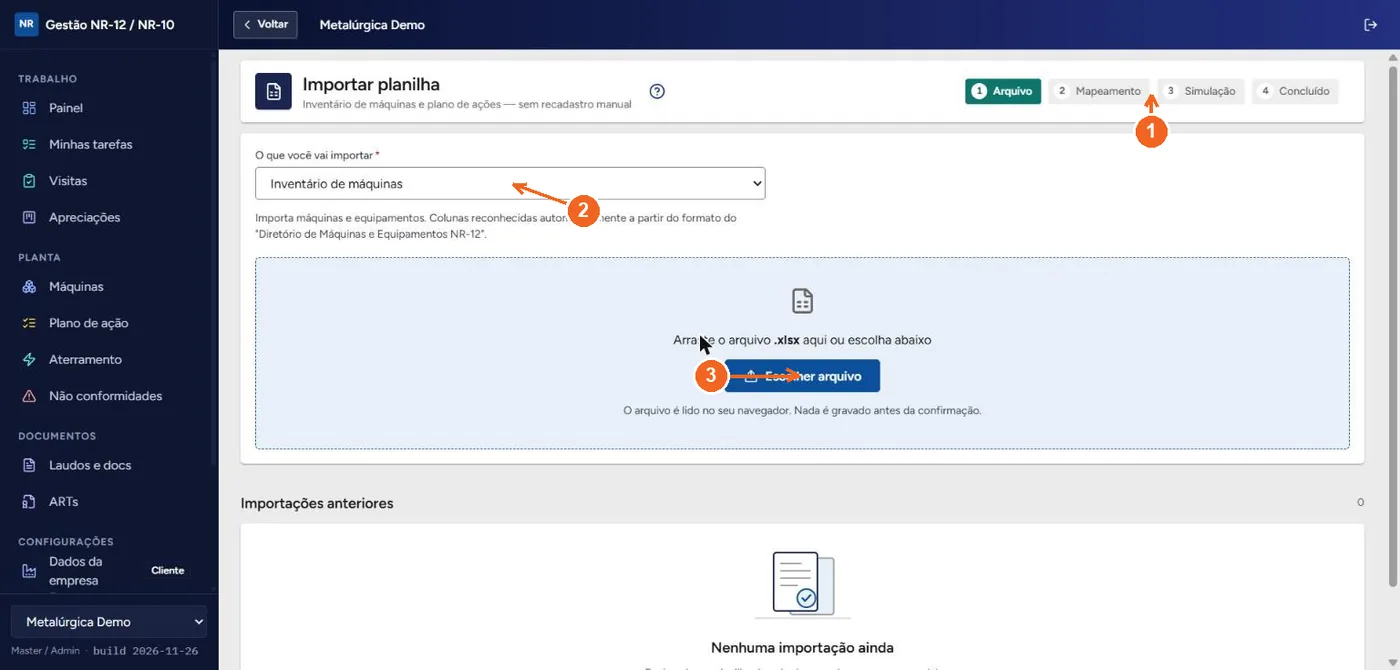 NR Gestão NR-12 / NR-10
Voltar
Metalúrgica Demo
TRABALHO
Painel
Minhas tarefas
Visitas
Apreciações
PLANTA
Máquinas
Plano de ação
Aterramento
Não conformidades
DOCUMENTOS
Laudos e docs
ARTs
CONFIGURAÇÕES
Dados da
empresa
Cliente
Metalúrgica Demo
Master / Admin · build 2026-11-26
Importar planilha
Inventário de máquinas e plano de ações — sem recadastro manual
?
1 Arquivo
2 Mapeamento
3 Simulação
4 Concluído
1
O que você vai importar *
Inventário de máquinas
2
Importa máquinas e equipamentos. Colunas reconhecidas a partir do formato do
"Diretório de Máquinas e Equipamentos NR-12".
o arquivo .xlsx aqui ou escolha abaixo
3
arquivo
O arquivo é lido no seu navegador. Nada é gravado antes da confirmação.
Importações anteriores
0
Nenhuma importação ainda